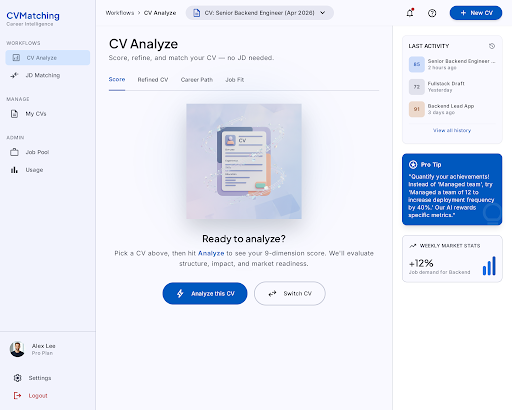 CVMatching
Career Intelligence
WORKFLOWS
CV Analyze
JD Matching
MANAGE
My CVs
ADMIN
Job Pool
Usage
Alex Lee
Pro Plan
Settings
Logout
Workflows > CV Analyze
CV: Senior Backend Engineer (Apr 2026)
+ New CV
CV Analyze
Score, refine, and match your CV — no JD needed.
Score
Refined CV
Career Path
Job Fit
CV
Ready to analyze?
Pick a CV above, then hit Analyze to see your 9-dimension score. We'll evaluate
structure, impact, and market readiness.
Analyze this CV
Switch CV
LAST ACTIVITY
85
Senior Backend Engineer ...
2 hours ago
72
Fullstack Draft
Yesterday
91
Backend Lead App
3 days ago
View all history
Pro Tip
"Quantify your achievements!
Instead of 'Managed team', try
'Managed a team of 12 to
increase deployment frequency
by 40%.' Our AI rewards
specific metrics."
WEEKLY MARKET STATS
+12%
Job demand for Backend